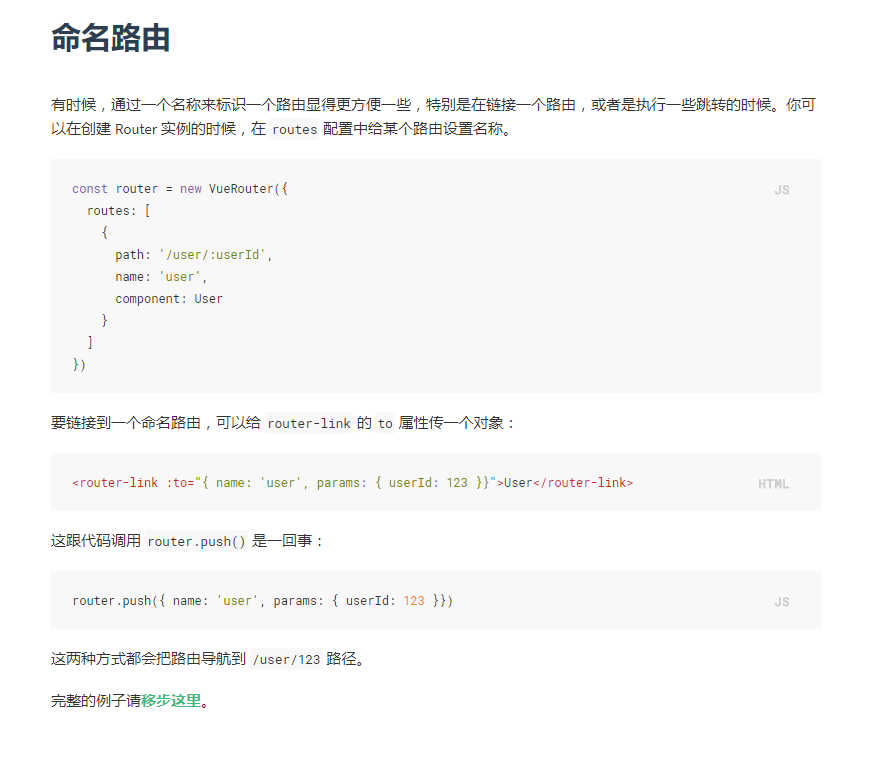 命名路由
有时候，通过一个名称来标识一个路由显得更方便一些，特别是在链接一个路由，或者是执行一些跳转的时候。你可
以在创建 Router 实例的时候，在 routes 配置中给某个路由设置名称。
JS
const router = new VueRouter({
  routes: [
    {
      path: '/user/:userId',
      name: 'user',
      component: User
    }
  ]
})
要链接到一个命名路由，可以给 router-link 的 to 属性传一个对象：
<router-link :to="{ name: 'user', params: { userId: 123 }}">User</router-link>
HTML
这跟代码调用 router.push() 是一回事：
router.push({ name: 'user', params: { userId: 123 }})
JS
这两种方式都会把路由导航到 /user/123 路径。
完整的例子请移步这里。